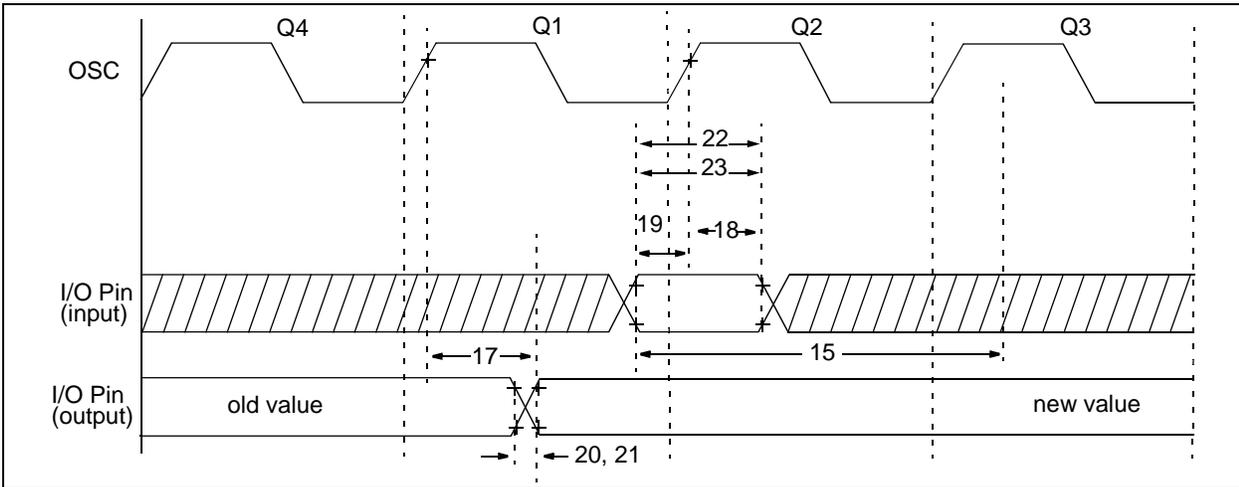 Q4 Q1 Q2 Q3
OSC
22
23
19
18
I/O Pin
(input)
17
15
I/O Pin
(output)
old value
new value
20, 21